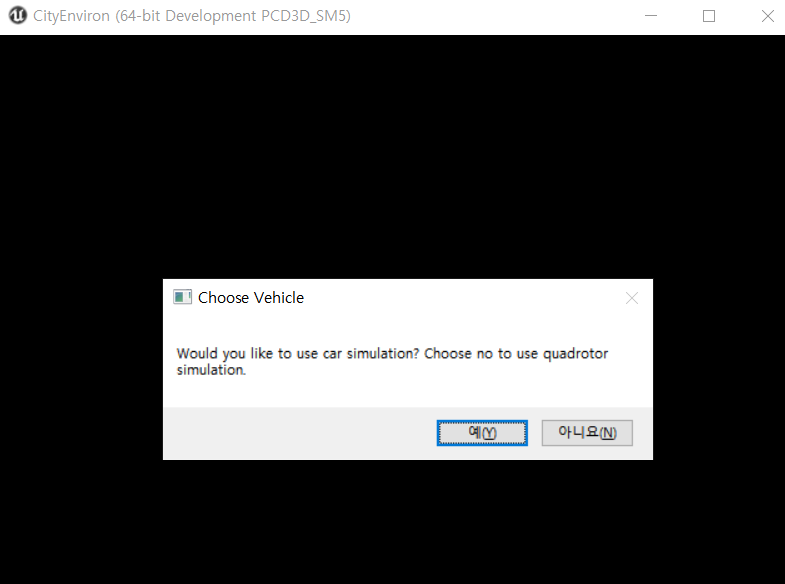 CityEnviron (64-bit Development PCD3D_SM5)
Choose Vehicle
Would you like to use car simulation? Choose no to use quadrotor
simulation.
예(Y)
아니요(N)